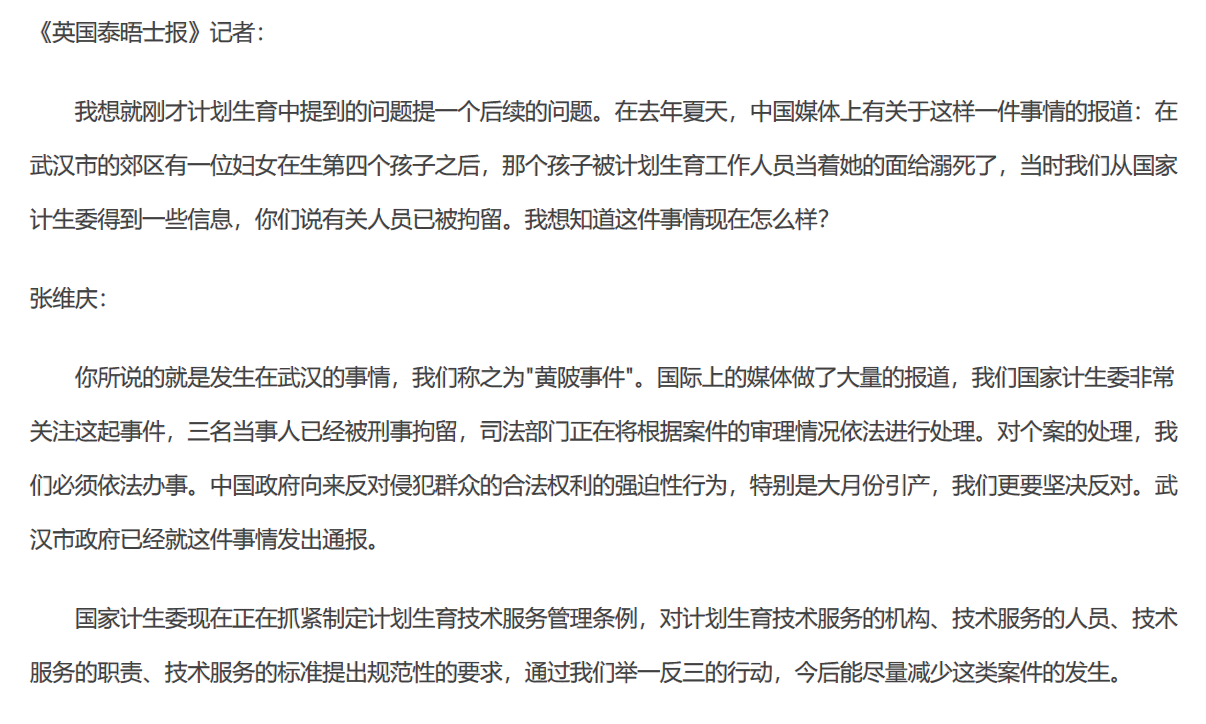 《英国泰晤士报》记者：
我想就刚才计划生育中提到的问题提一个后续的问题。在去年夏天，中国媒体上有关于这样一件事情的报道：在
武汉市的郊区有一位妇女在生第四个孩子之后，那个孩子被计划生育工作人员当着她的面给溺死了，当时我们从国家
计生委得到一些信息，你们说有关人员已被拘留。我想知道这件事情现在怎么样？
张维庆：
你所说的就是发生在武汉的事情，我们称之为"黄陂事件"。国际上的媒体做了大量的报道，我们国家计生委非常
关注这起事件，三名当事人已经被刑事拘留，司法部门正在将根据案件的审理情况依法进行处理。对个案的处理，我
们必须依法办事。中国政府向来反对侵犯群众的合法权利的强迫性行为，特别是大月份引产，我们更要坚决反对。武
汉市政府已经就这件事情发出通报。
国家计生委现在正在抓紧制定计划生育技术服务管理条例，对计划生育技术服务的机构、技术服务的人员、技术
服务的职责、技术服务的标准提出规范性的要求，通过我们举一反三的行动，今后能尽量减少这类案件的发生。